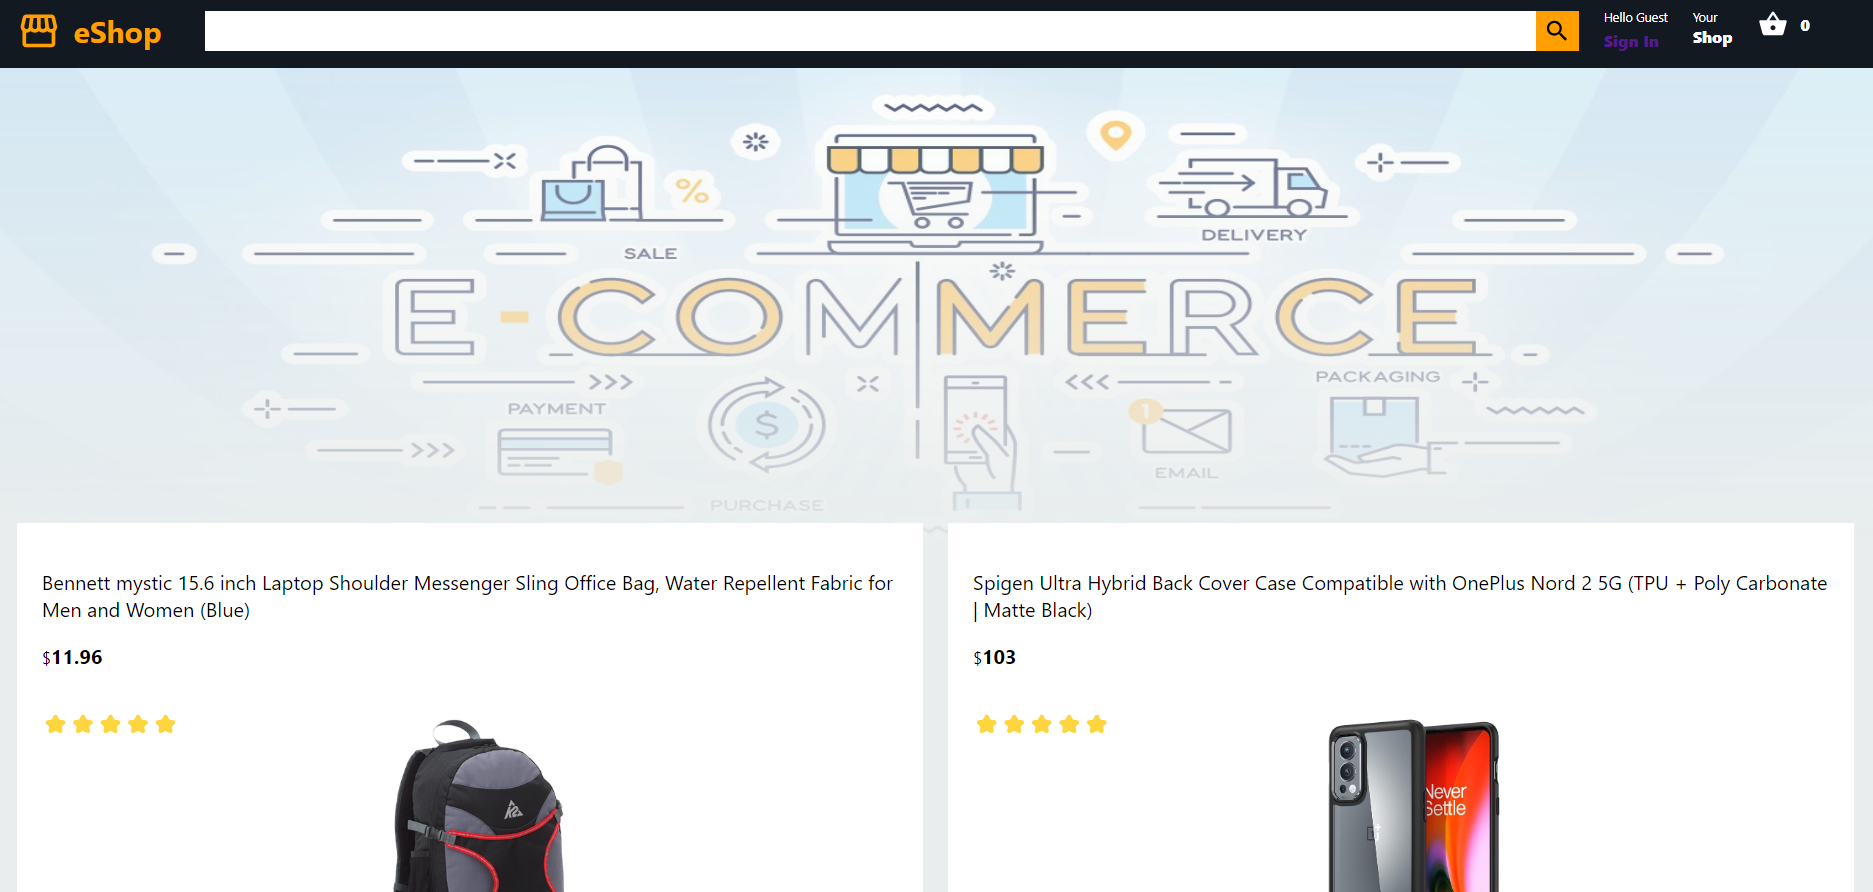 eShop
Hello Guest
Sign In
Your
Shop
0
%
SALE
DELIVERY
E-COMMERCE
PAYMENT
$
PURCHASE
1
EMAIL
PACKAGING
Bennett mystic 15.6 inch Laptop Shoulder Messenger Sling Office Bag, Water Repellent Fabric for
Men and Women (Blue)
$11.96
K2
Spigen Ultra Hybrid Back Cover Case Compatible with OnePlus Nord 2 5G (TPU + Poly Carbonate
| Matte Black)
$103
Never
Settle